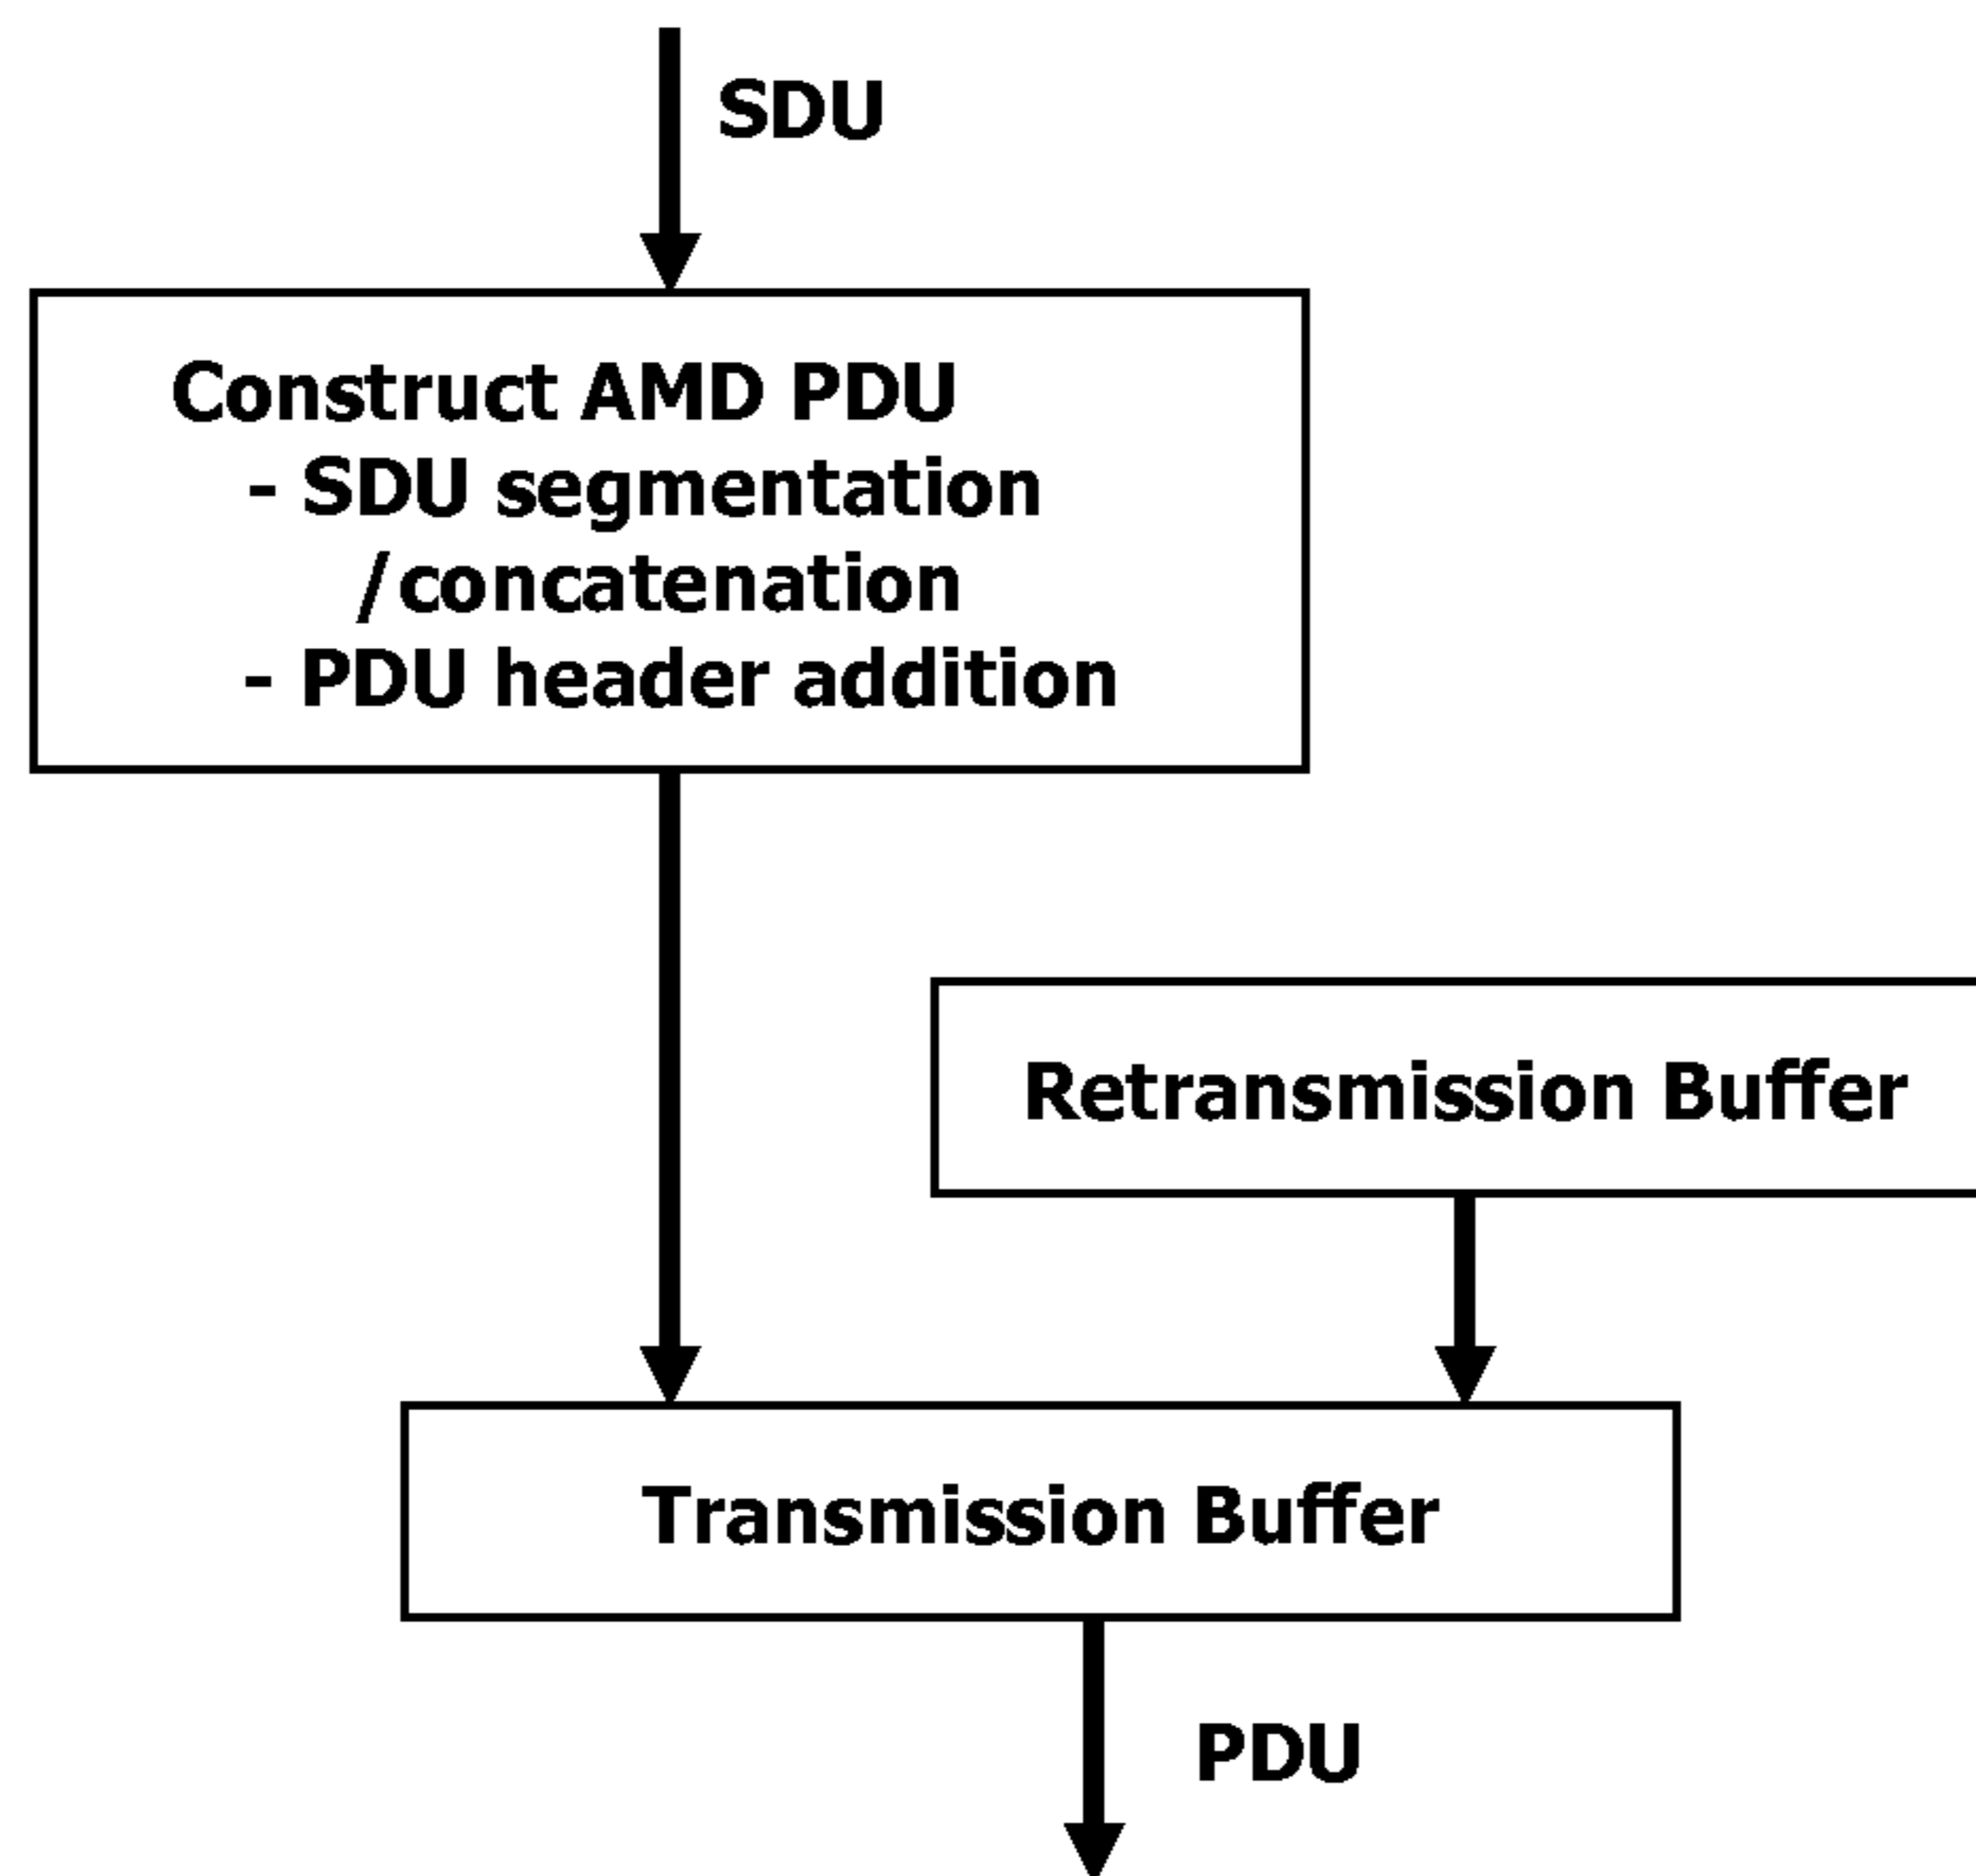 SDU
Construct AMD PDU
- SDU segmentation
/concatenation
- PDU header addition
Retransmission Buffer
Transmission Buffer
PDU